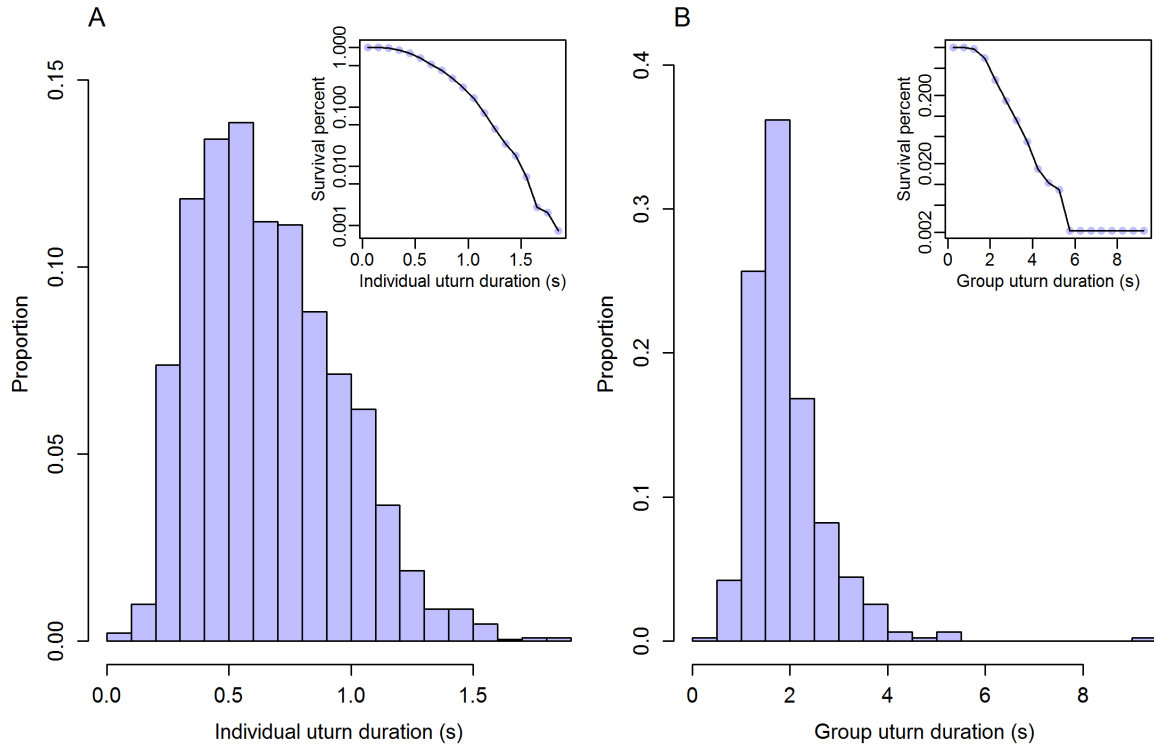 A
0.15
0.10
0.05
0.00
Proportion
0.0 0.5 1.0 1.5
Individual uturn duration (s)
1.000
0.100
0.010
0.001
Survival percent
0.0 0.5 1.0 1.5
Individual uturn duration (s)
B
0.4
0.3
0.2
0.1
0.0
Proportion
0 2 4 6 8
Group uturn duration (s)
0.200
0.020
0.002
Survival percent
0 2 4 6 8
Group uturn duration (s)